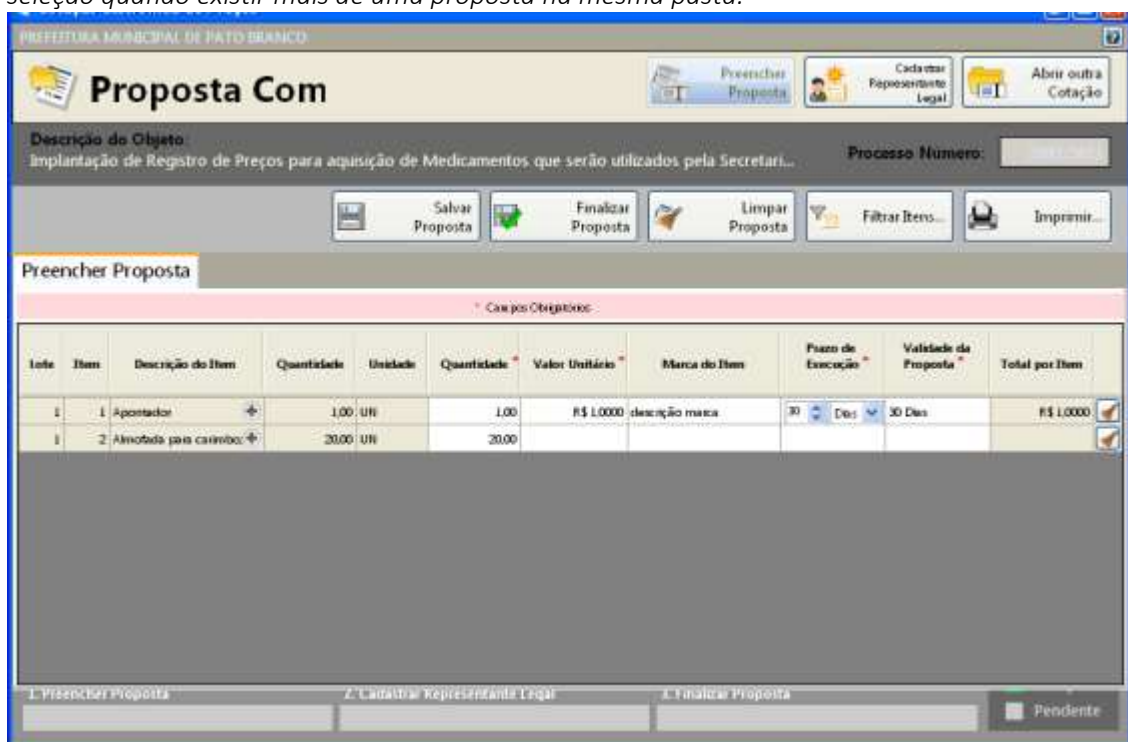 seleção quando existir mais de uma proposta na mesma pasta.
PREFEITURA MUNICIPAL DE PATO BRANCO
Proposta Com
Preencher Proposta
Cadastrar Representante Legal
Abrir outra Cotação
Descrição do Objeto:
Implantação de Registro de Preços para aquisição de Medicamentos que serão utilizados pela Secretari...
Processo Número:
Salvar Proposta
Finalizar Proposta
Limpar Proposta
Filtrar Itens...
Imprimir...
Preencher Proposta
* Campos Obrigatórios
Lote Item Descrição do Item Quantidade Unidade Quantidade * Valor Unitário * Marca do Item Prazo de Execução * Validade da Proposta * Total por Item
1 1 Apontador + 1,00 UN 1,00 R$ 1,0000 descrição marca 30 Dias 30 Dias R$ 1,0000
1 2 Almofada para carimbo; + 20,00 UN 20,00
1. Preencher Proposta
2. Cadastrar Representante Legal
3. Finalizar Proposta
Pendente